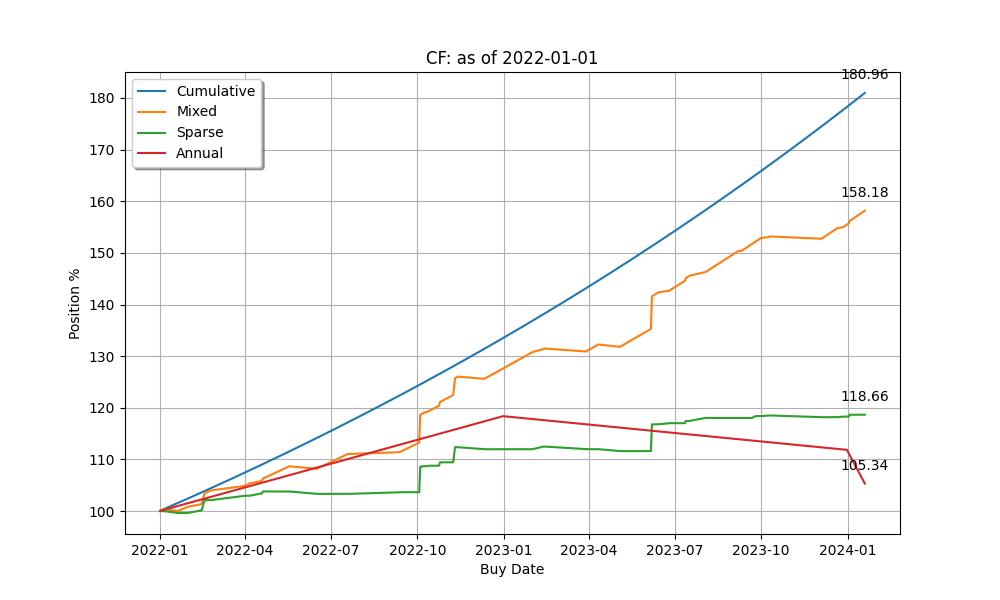 CF: as of 2022-01-01
180.96
180
Cumulative
Mixed
Sparse
Annual
170
160
158.18
150
140
130
120
118.66
110
105.34
100
Position %
2022-01 2022-04 2022-07 2022-10 2023-01 2023-04 2023-07 2023-10 2024-01
Buy Date